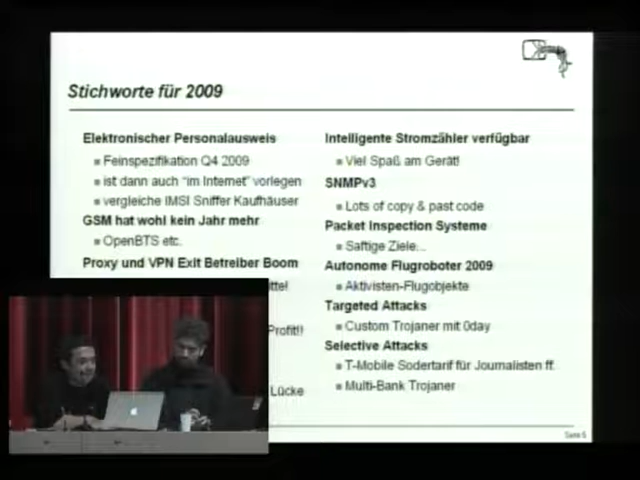 Stichworte für 2009
Elektronischer Personalausweis
Feinspezifikation Q4 2009
ist dann auch "im Internet" vorlegen
vergleiche IMSI Sniffer Kaufhäuser
GSM hat wohl kein Jahr mehr
OpenBTS etc.
Proxy und VPN Exit Betreiber Boom
Profit!!
Lücke
Intelligente Stromzähler verfügbar
Viel Spaß am Gerät!
SNMPv3
Lots of copy & past code
Packet Inspection Systeme
Saftige Ziele...
Autonome Flugroboter 2009
Aktivisten-Flugobjekte
Targeted Attacks
Custom Trojaner mit 0day
Selective Attacks
T-Mobile Sodertarif für Journalisten ff.
Multi-Bank Trojaner